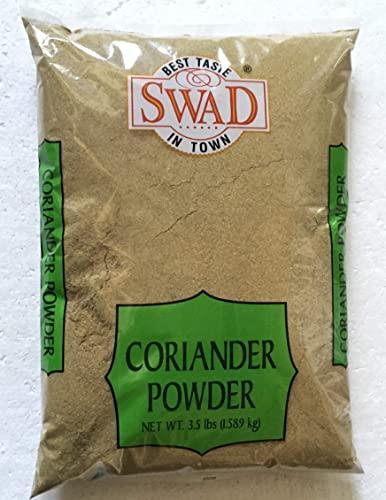 BEST TASTE
SWAD®
IN TOWN
CORIANDER POWDER
CORIANDER POWDER
CORIANDER
POWDER
NET WT. 3.5 lbs (1.589 kg)